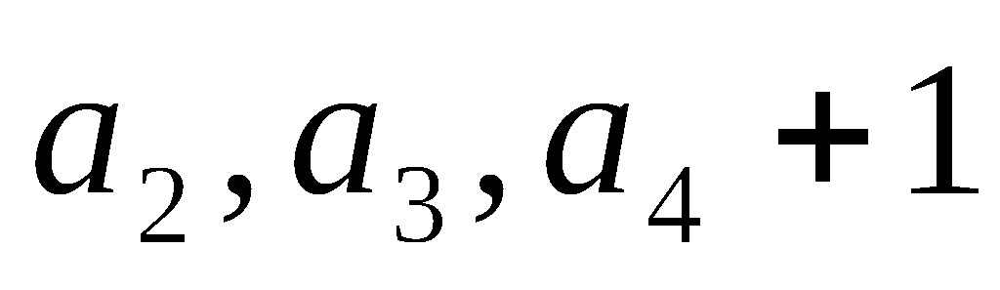 a₂, a₃, a₄ +1